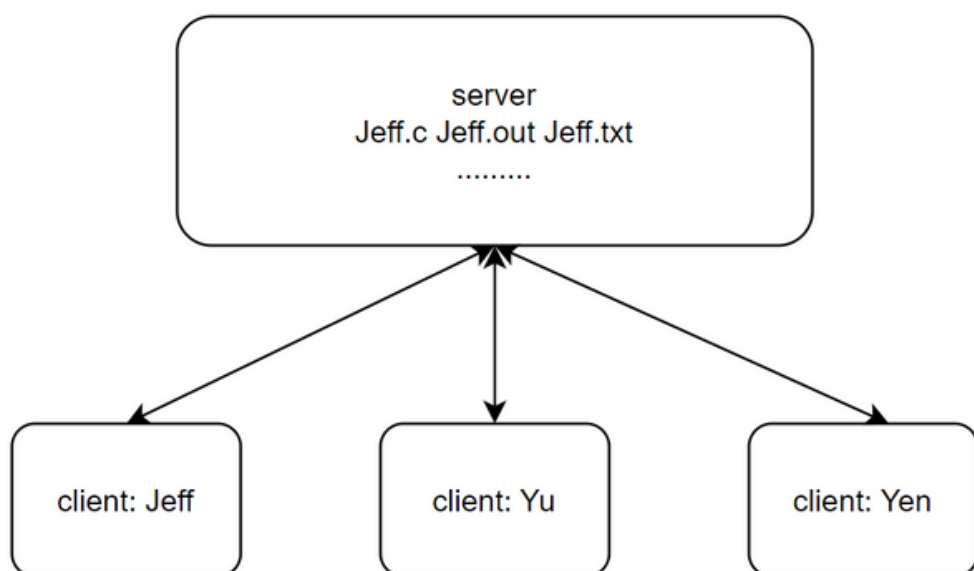 server
Jeff.c Jeff.out Jeff.txt
.........
client: Jeff
client: Yu
client: Yen